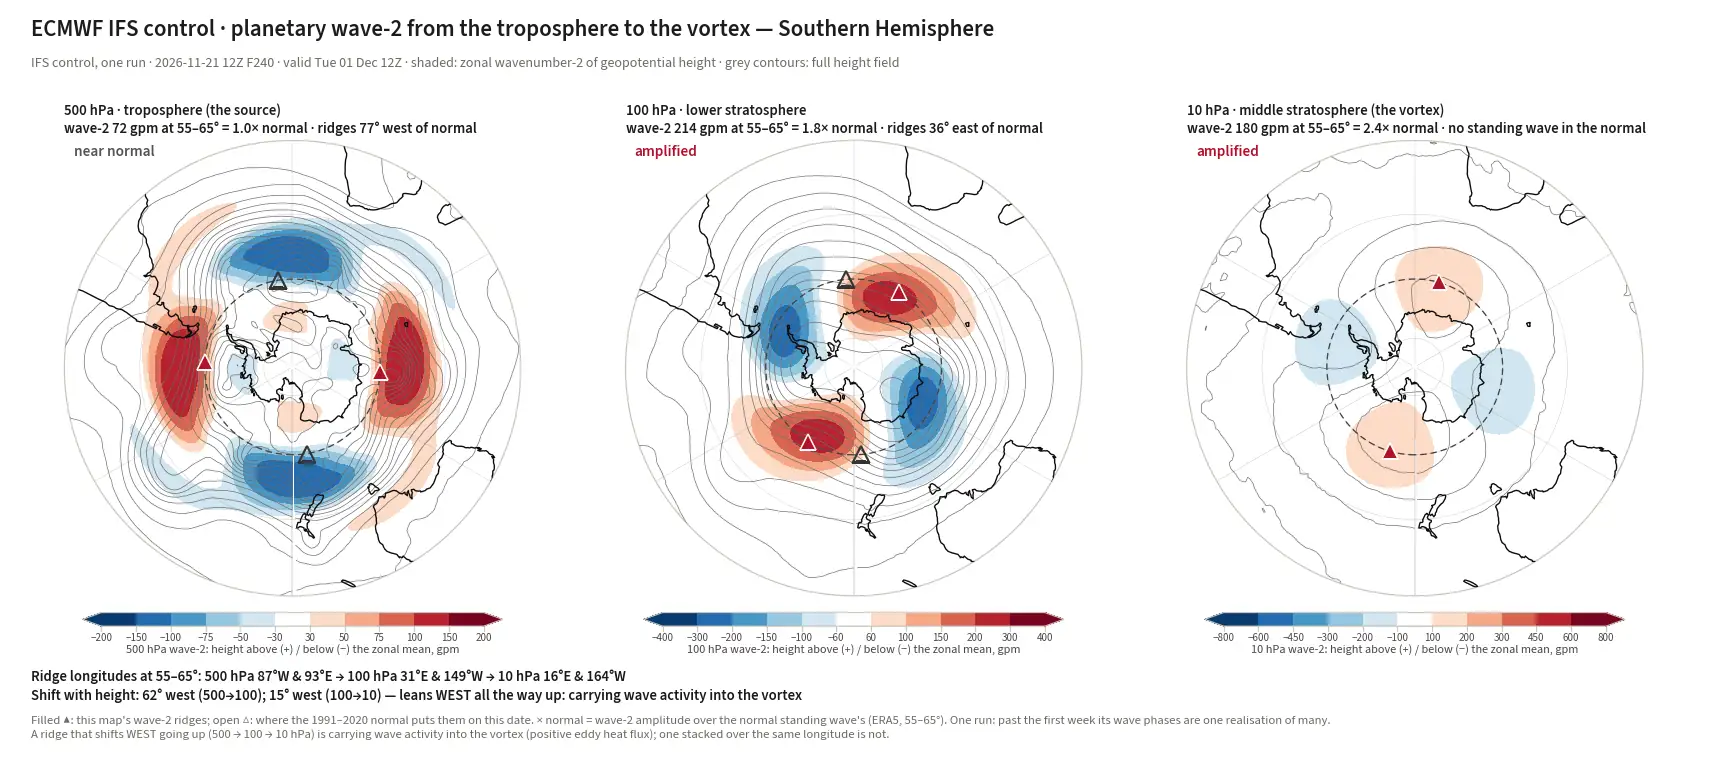 ECMWF IFS control · planetary wave-2 from the troposphere to the vortex — Southern Hemisphere
IFS control, one run · 2026-11-21 12Z F240 · valid Tue 01 Dec 12Z · shaded: zonal wavenumber-2 of geopotential height · grey contours: full height field
500 hPa · troposphere (the source)
wave-2 72 gpm at 55–65° = 1.0× normal · ridges 77° west of normal
near normal
100 hPa · lower stratosphere
wave-2 214 gpm at 55–65° = 1.8× normal · ridges 36° east of normal
amplified
10 hPa · middle stratosphere (the vortex)
wave-2 180 gpm at 55–65° = 2.4× normal · no standing wave in the normal
amplified
−200 −150 −100 −75 −50 −30 30 50 75 100 150 200
500 hPa wave-2: height above (+) / below (−) the zonal mean, gpm
−400 −300 −200 −150 −100 −60 60 100 150 200 300 400
100 hPa wave-2: height above (+) / below (−) the zonal mean, gpm
−800 −600 −450 −300 −200 −100 100 200 300 450 600 800
10 hPa wave-2: height above (+) / below (−) the zonal mean, gpm
Ridge longitudes at 55–65°: 500 hPa 87°W & 93°E → 100 hPa 31°E & 149°W → 10 hPa 16°E & 164°W
Shift with height: 62° west (500→100); 15° west (100→10) — leans WEST all the way up: carrying wave activity into the vortex
Filled ▲: this map's wave-2 ridges; open △: where the 1991–2020 normal puts them on this date. × normal = wave-2 amplitude over the normal standing wave's (ERA5, 55–65°). One run: past the first week its wave phases are one realisation of many.
A ridge that shifts WEST going up (500 → 100 → 10 hPa) is carrying wave activity into the vortex (positive eddy heat flux); one stacked over the same longitude is not.